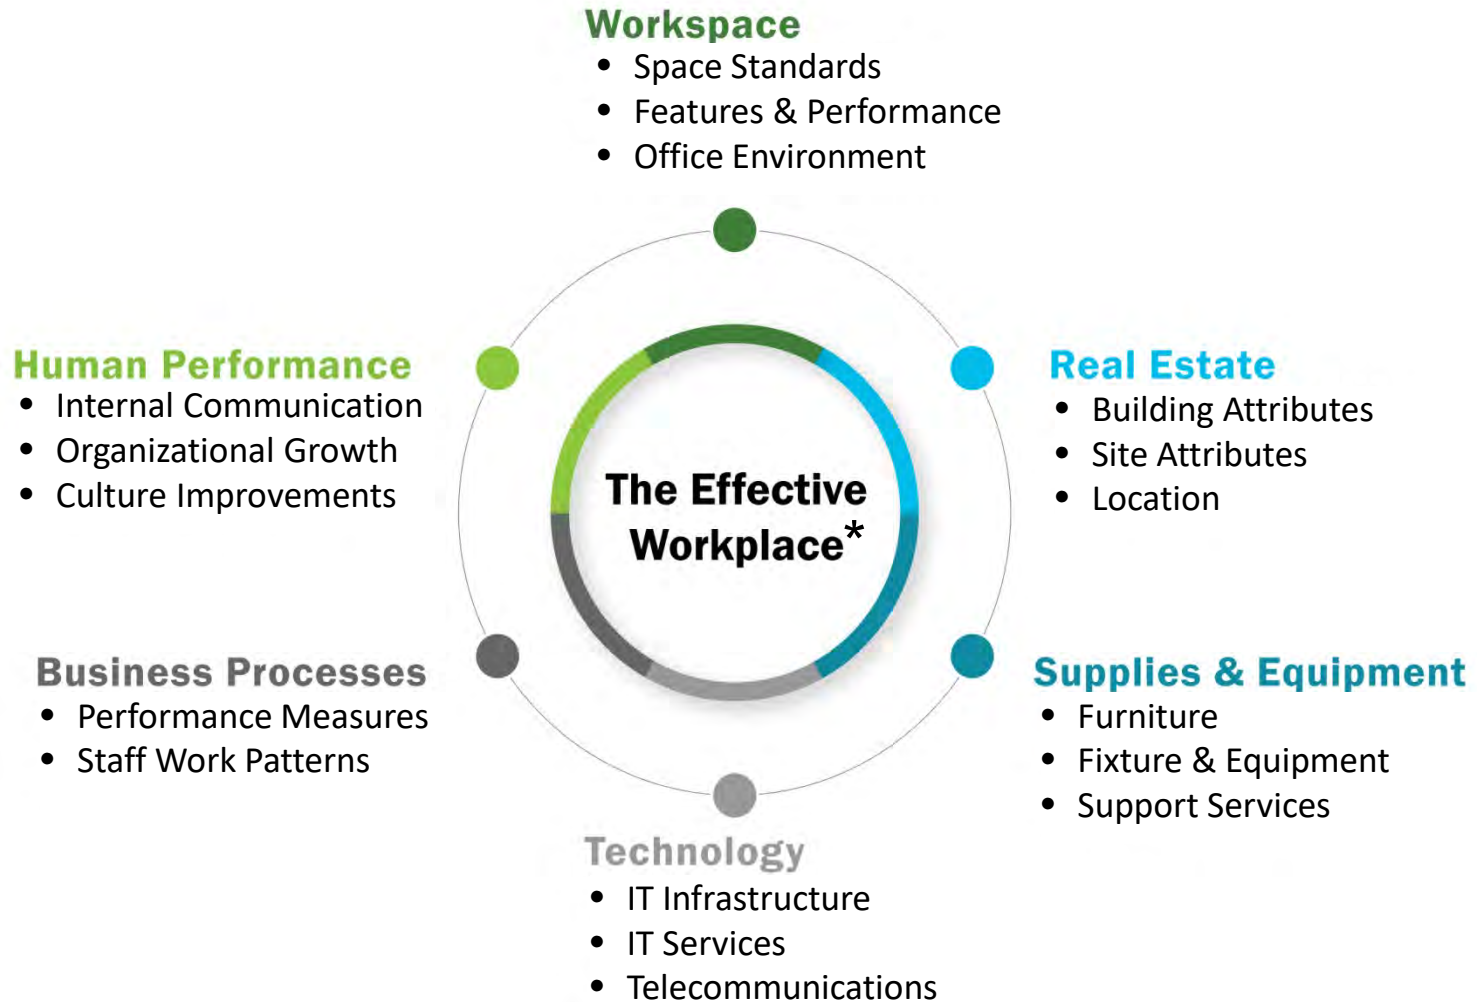 Workspace
• Space Standards
• Features & Performance
• Office Environment
Human Performance
• Internal Communication
• Organizational Growth
• Culture Improvements
Real Estate
• Building Attributes
• Site Attributes
• Location
The Effective
Workplace*
Business Processes
• Performance Measures
• Staff Work Patterns
Supplies & Equipment
• Furniture
• Fixture & Equipment
• Support Services
Technology
• IT Infrastructure
• IT Services
• Telecommunications